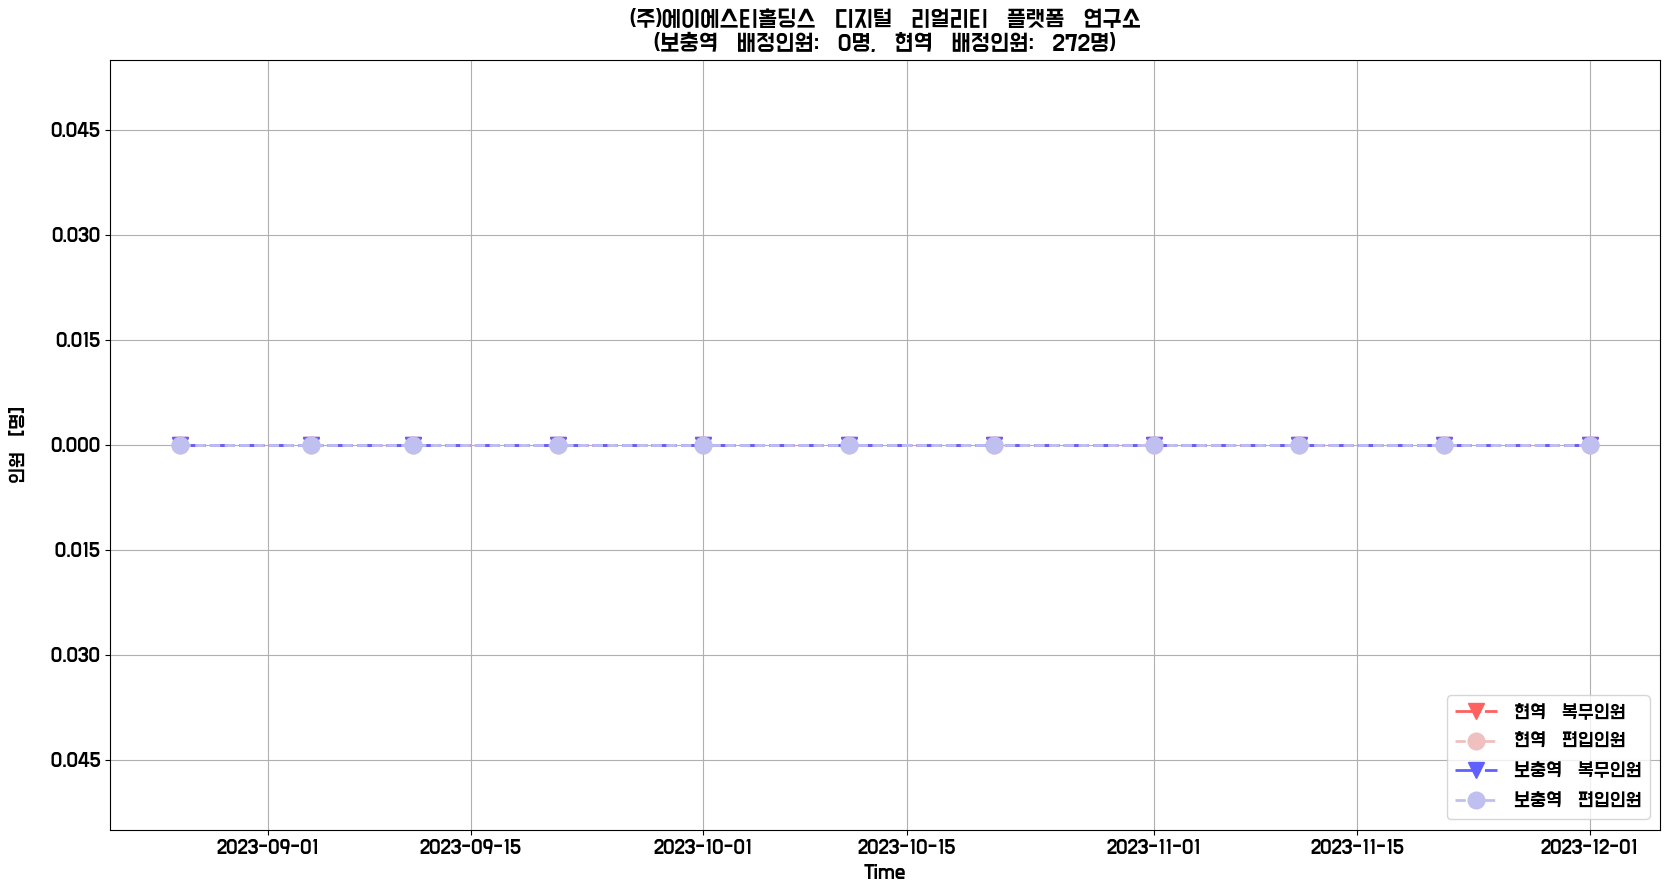 (주)에이에스티홀딩스 디지털 리얼리티 플랫폼 연구소
(보충역 배정인원: 0명, 현역 배정인원: 272명)
0.045
0.030
0.015
0.000
0.015
0.030
0.045
인원 [명]
현역 복무인원
현역 편입인원
보충역 복무인원
보충역 편입인원
2023-09-01 2023-09-15 2023-10-01 2023-10-15 2023-11-01 2023-11-15 2023-12-01
Time